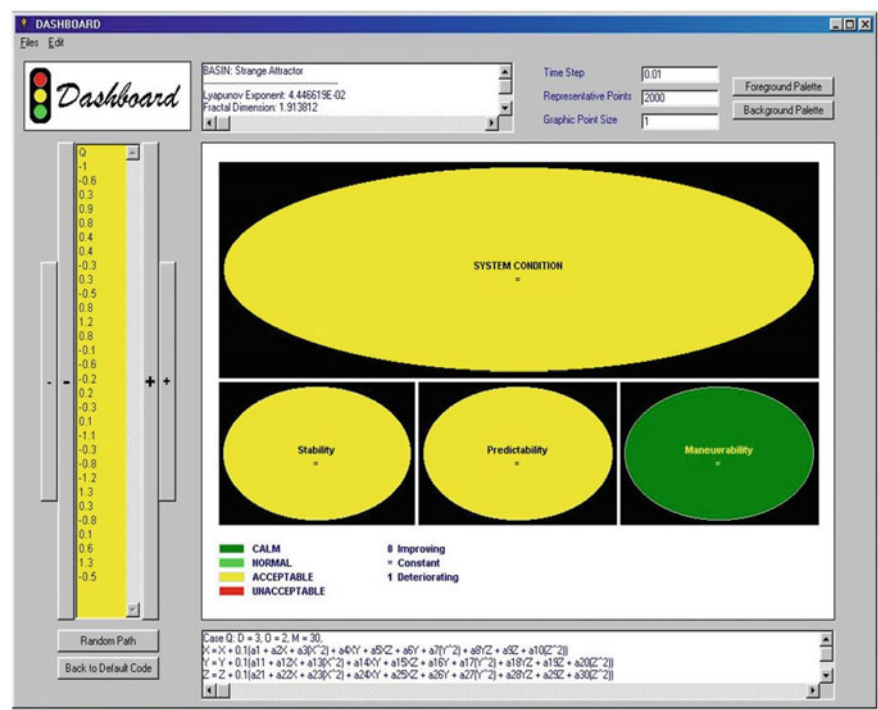 DASHBOARD
Files Edit
Dashboard
BASIN: Strange Attractor
Lyapunov Exponent: 4.446619E-02
Fractal Dimension: 1.913812
Time Step 0.01
Representative Points 2000
Graphic Point Size 1
Foreground Palette
Background Palette
Q
-1
-0.6
0.3
0.9
0.8
0.4
0.4
-0.3
0.3
-0.5
0.8
1.2
0.8
-0.1
-0.6
-0.2
0.2
-0.3
0.1
-1.1
-0.3
-0.8
-1.2
1.3
0.3
-0.8
0.1
0.6
1.3
-0.5
- - + +
SYSTEM CONDITION
=
Stability
=
Predictability
=
Maneuvrability
=
CALM 0 Improving
NORMAL = Constant
ACCEPTABLE 1 Deteriorating
UNACCEPTABLE
Random Path
Back to Default Code
Case Q: D = 3, O = 2, M = 30,
X = X + 0.1(a1 + a2X + a3(X^2) + a4XY + a5XZ + a6Y + a7(Y^2) + a8YZ + a9Z + a10(Z^2))
Y = Y + 0.1(a11 + a12X + a13(X^2) + a14XY + a15XZ + a16Y + a17(Y^2) + a18YZ + a19Z + a20(Z^2))
Z = Z + 0.1(a21 + a22X + a23(X^2) + a24XY + a25XZ + a26Y + a27(Y^2) + a28YZ + a29Z + a30(Z^2))